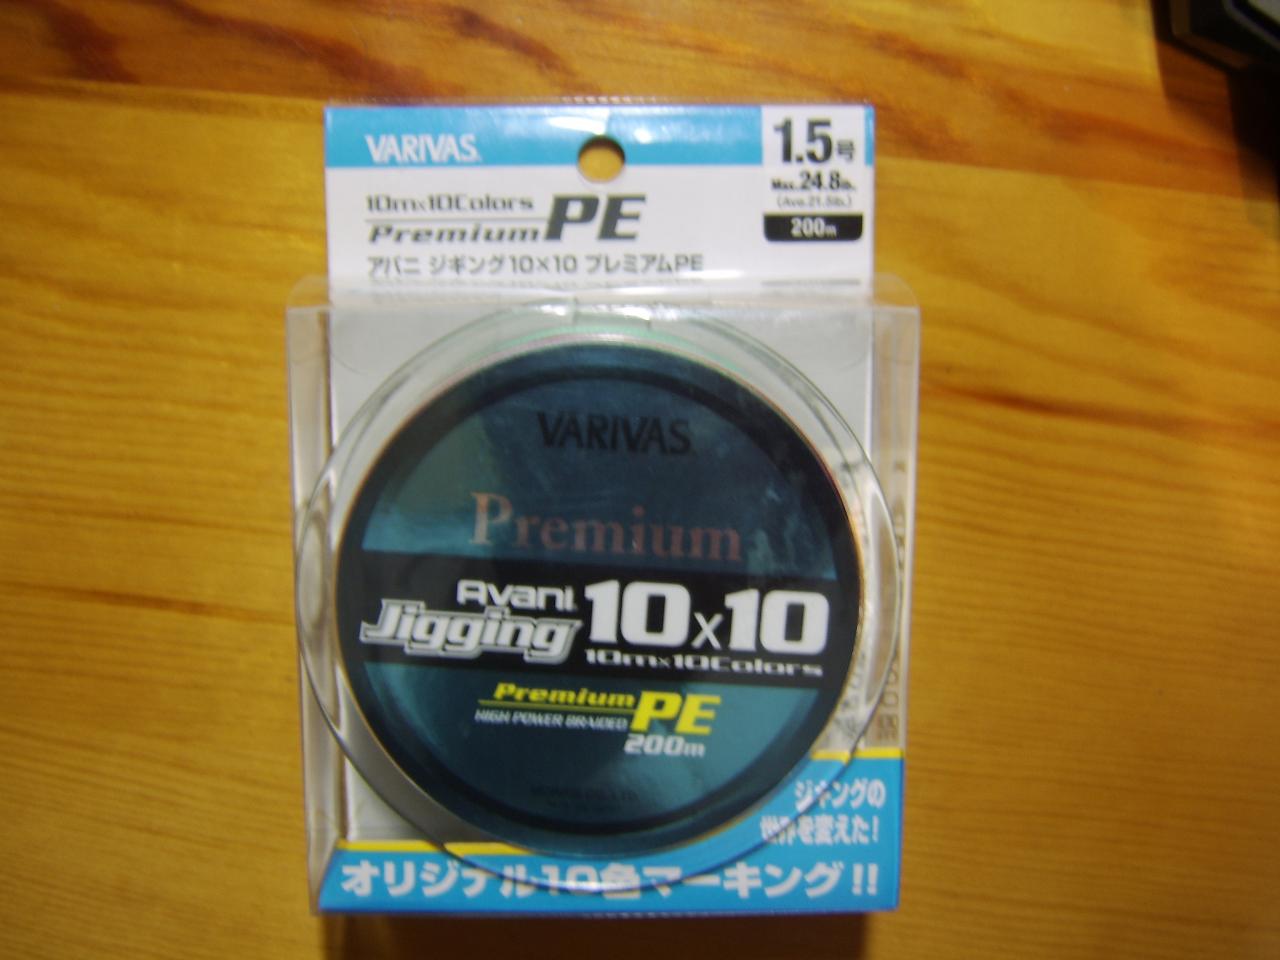 VARIVAS
1.5号
Max.24.8lb.
(Ave.21.5lb.)
200m
10m×10Colors
Premium PE
アバニ ジギング10×10 プレミアムPE
VARIVAS
Premium
Avani
Jigging 10×10
10m×10Colors
Premium PE
HIGH POWER BRAIDED
200m
ジギングの
世界を変えた!
オリジナル10色マーキング!!